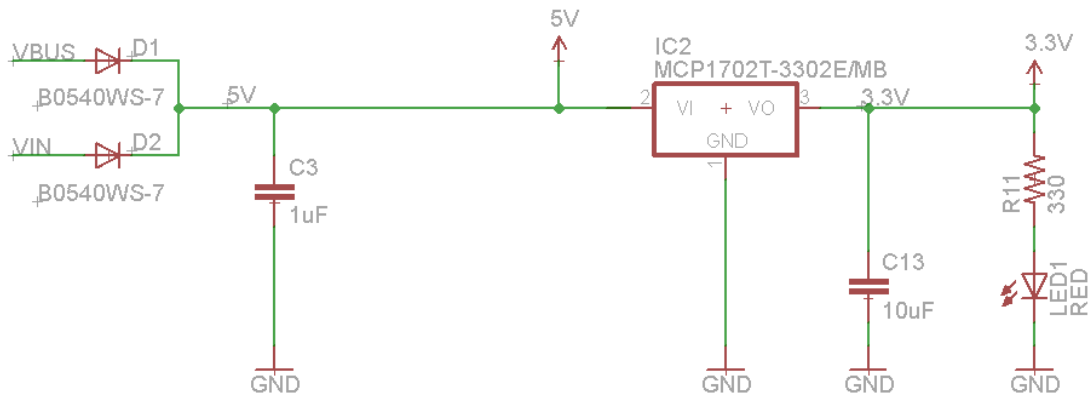 VBUS
D1
B0540WS-7
VIN
D2
B0540WS-7
5V
C3
1uF
GND
5V
IC2
MCP1702T-3302E/MB
2
VI
VO
3
GND
1
GND
3.3V
C13
10uF
GND
3.3V
R11
330
LED1
RED
GND